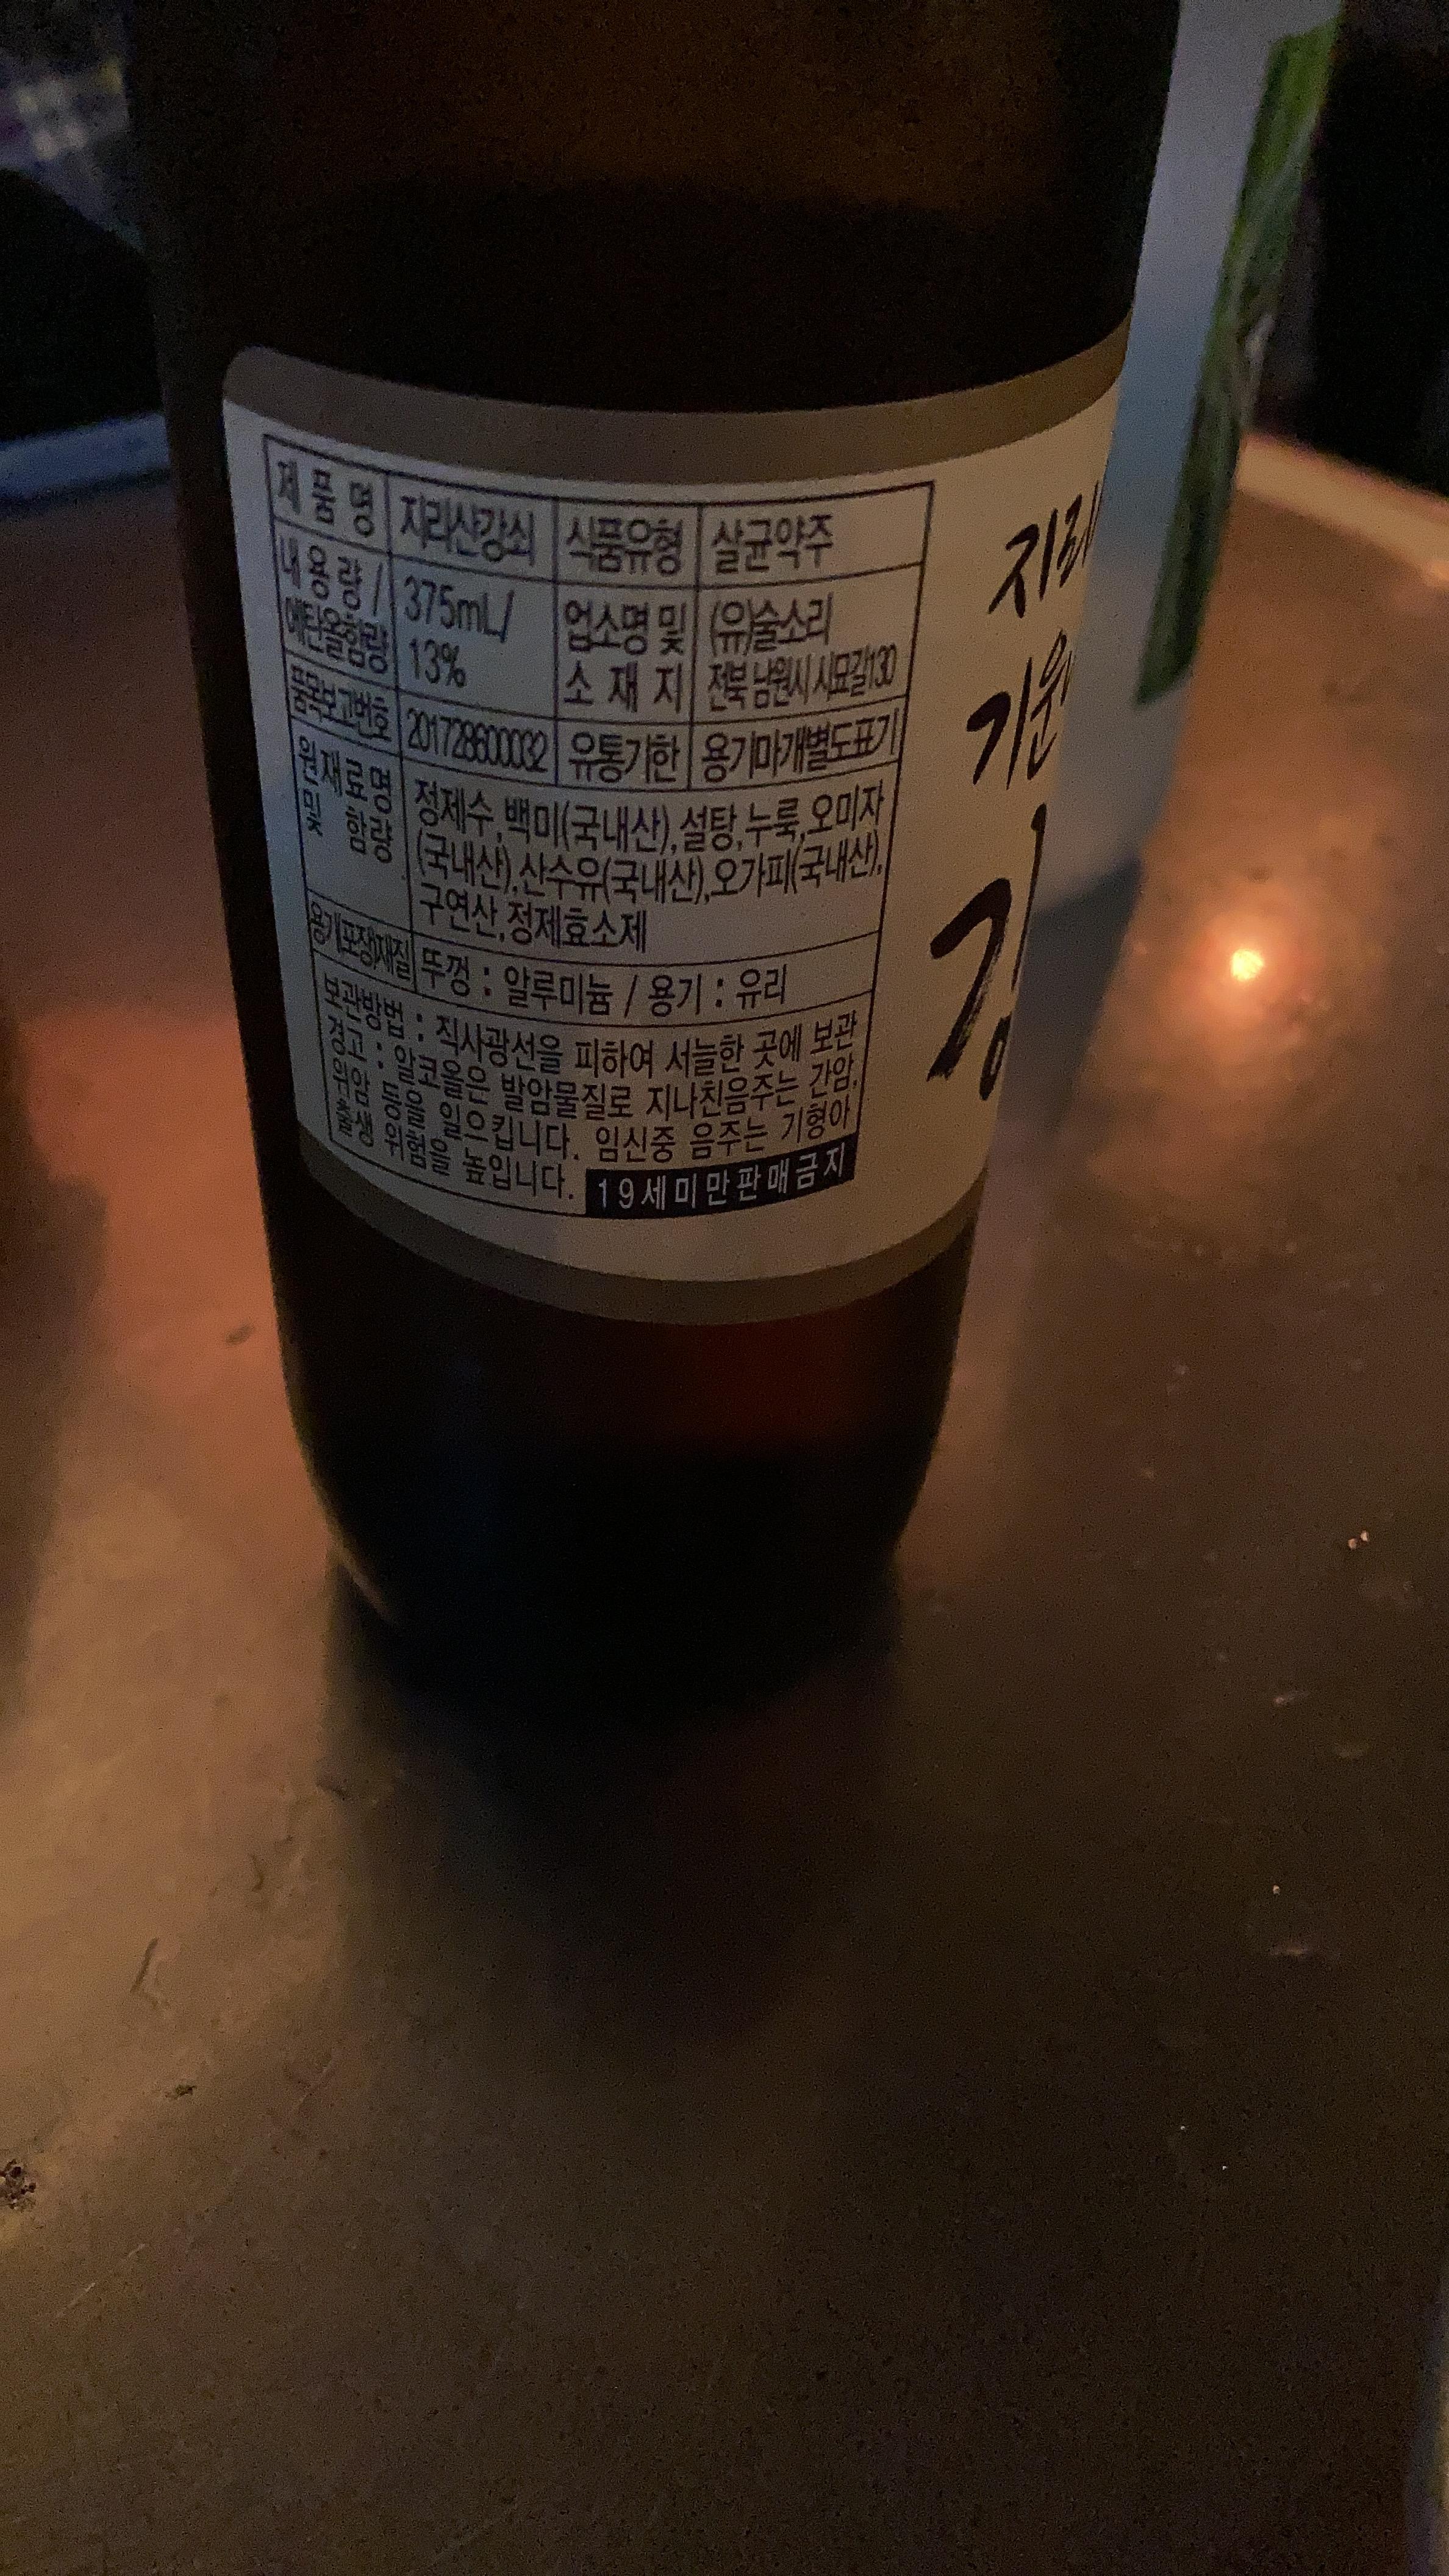 제 품 명 지리산강쇠 식품유형 살균약주
내 용 량 / 375mL/ 업소명 및 (유)술소리
에탄올함량 13% 소 재 지 전북 남원시 시묘길130
품목보고번호 201728600032 유통기한 용기마개별도표기
원재료명 정제수,백미(국내산),설탕,누룩,오미자
및 함량 (국내산),산수유(국내산),오가피(국내산),
구연산,정제효소제
용기포장재질 뚜껑 : 알루미늄 / 용기 : 유리
보관방법 : 직사광선을 피하여 서늘한 곳에 보관
경고 : 알코올은 발암물질로 지나친음주는 간암,
위암 등을 일으킵니다. 임신중 음주는 기형아
출생 위험을 높입니다. 19세미만판매금지
지리
기운